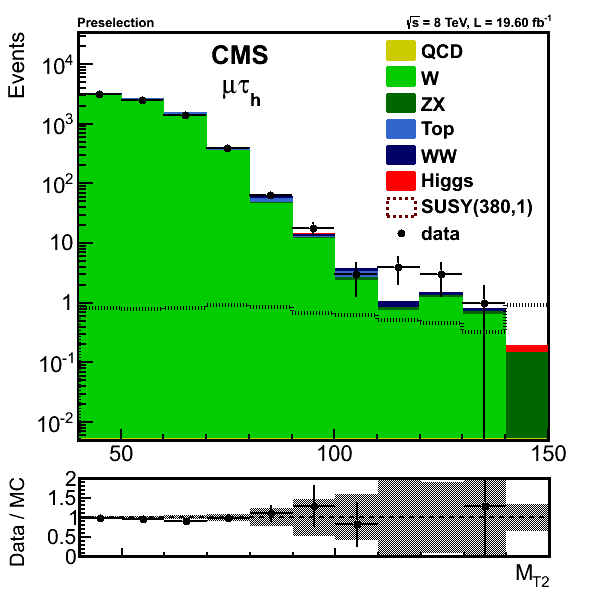 Preselection
√s = 8 TeV, L = 19.60 fb⁻¹
Events
CMS
μτh
QCD
W
ZX
Top
WW
Higgs
SUSY(380,1)
data
10⁴
10³
10²
10
1
10⁻¹
10⁻²
50
100
150
Data / MC
2
1.5
1
0.5
0
MT2